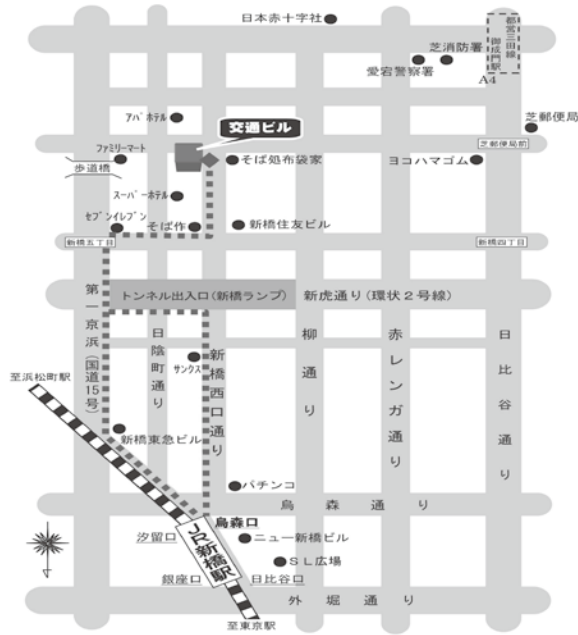 日本赤十字社
都営三田線
御成門駅
A4
芝消防署
愛宕警察署
アパホテル
芝郵便局
交通ビル
芝郵便局前
ファミリーマート
歩道橋
そば処布袋家
ヨコハマゴム
スーパーホテル
セブンイレブン
そば作
新橋住友ビル
新橋五丁目
新橋四丁目
トンネル出入口(新橋ランプ)
新虎通り(環状２号線)
第一京浜(国道15号)
日陰町通り
新橋西口通り
柳通り
赤レンガ通り
日比谷通り
サンクス
至浜松町駅
新橋東急ビル
パチンコ
烏森通り
烏森口
汐留口
JR新橋駅
ニュー新橋ビル
ＳＬ広場
銀座口
日比谷口
外堀通り
至東京駅